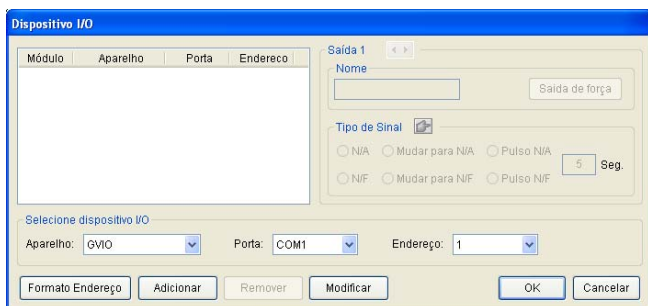 Dispositivo I/O
Módulo Aparelho Porta Endereco
Saída 1
Nome
Saída de força
Tipo de Sinal
N/A Mudar para N/A Pulso N/A
5 Seg.
N/F Mudar para N/F Pulso N/F
Selecione dispositivo I/O
Aparelho: GVIO Porta: COM1 Endereço: 1
Formato Endereço Adicionar Remover Modificar OK Cancelar